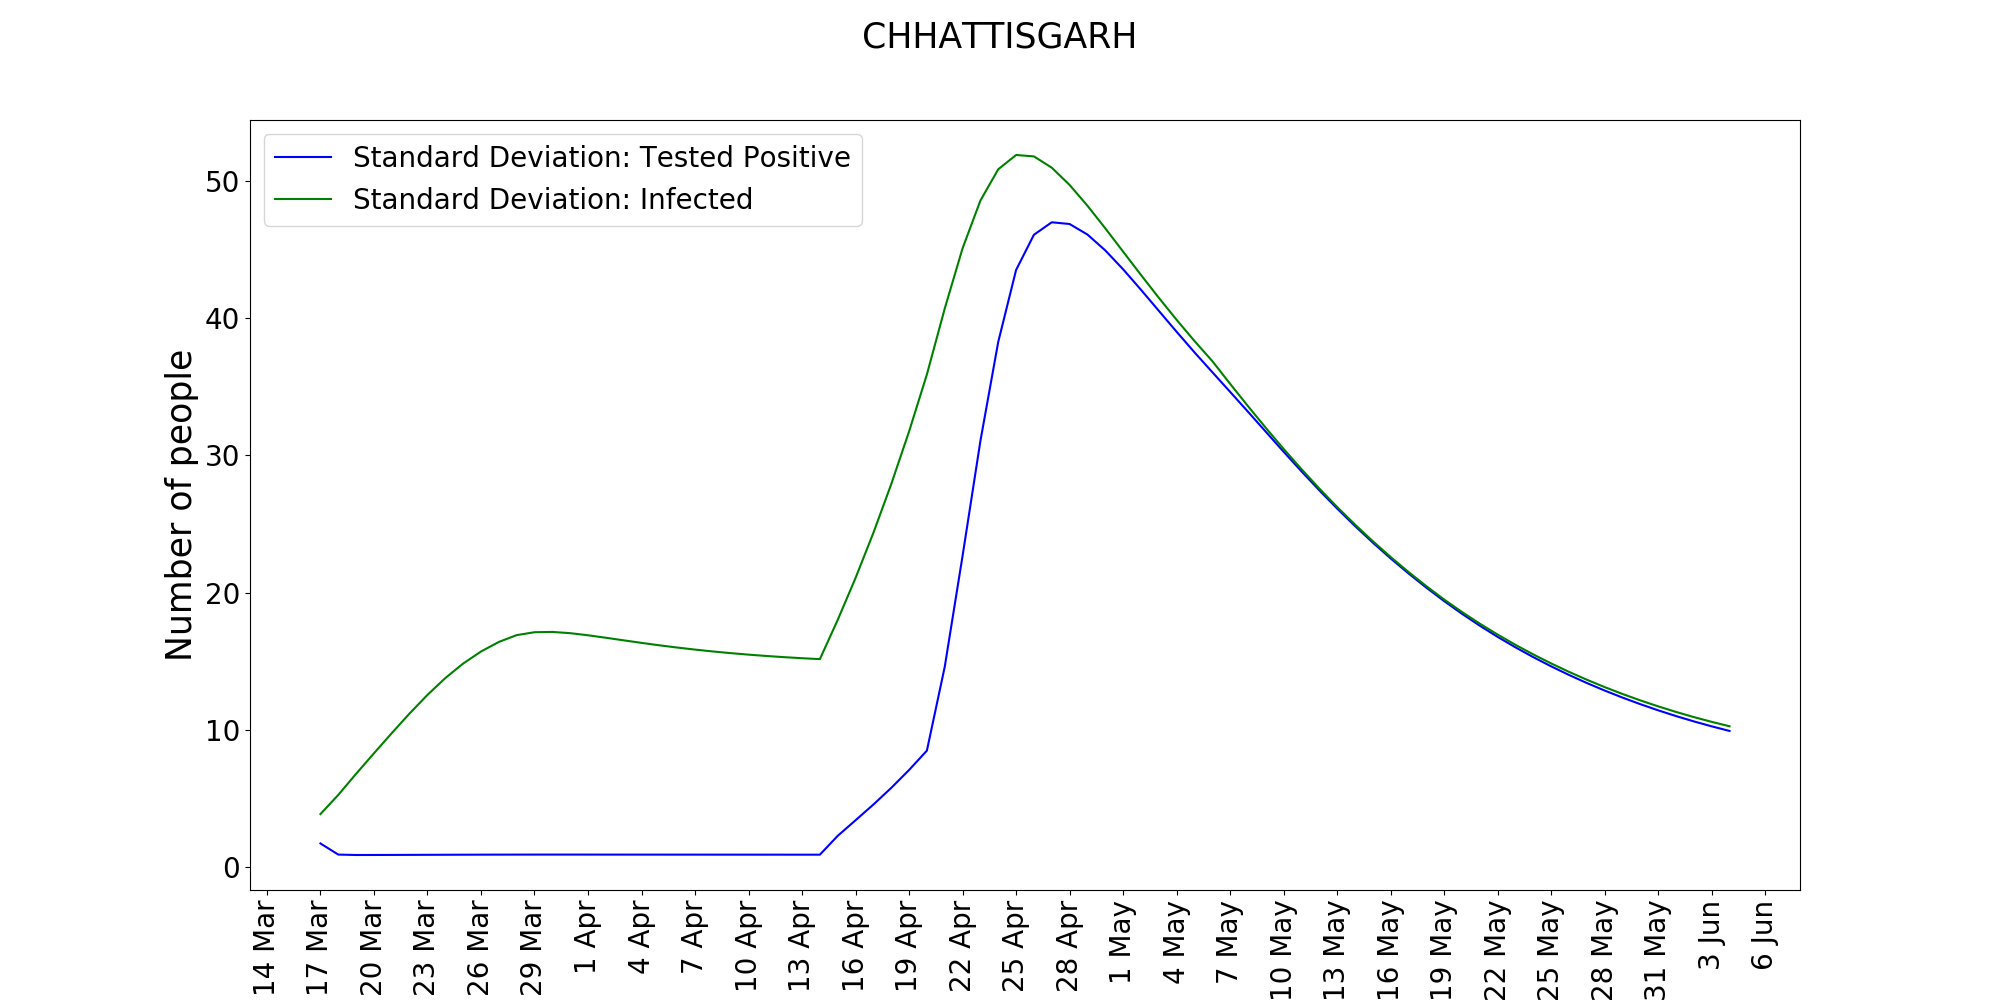 CHHATTISGARH
Standard Deviation: Tested Positive
Standard Deviation: Infected
Number of people
50
40
30
20
10
0
14 Mar
17 Mar
20 Mar
23 Mar
26 Mar
29 Mar
1 Apr
4 Apr
7 Apr
10 Apr
13 Apr
16 Apr
19 Apr
22 Apr
25 Apr
28 Apr
1 May
4 May
7 May
10 May
13 May
16 May
19 May
22 May
25 May
28 May
31 May
3 Jun
6 Jun